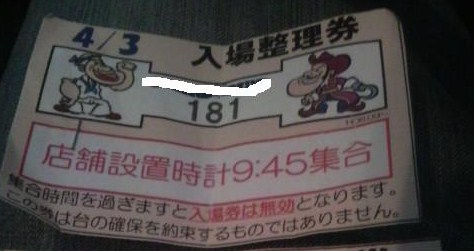 4/3 入場整理券
181
店舗設置時計9:45集合
集合時間を過ぎますと入場券は無効となります。
この券は台の確保を約束するものではありません。